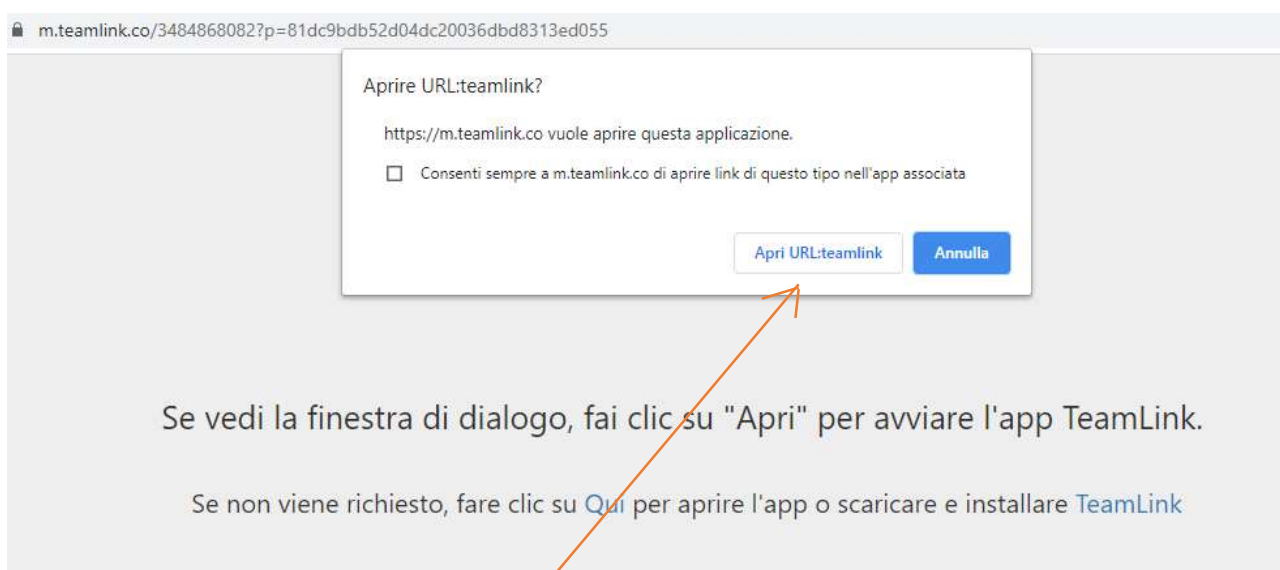 m.teamlink.co/3484868082?p=81dc9bdb52d04dc20036dbd8313ed055
Aprire URL:teamlink?
https://m.teamlink.co vuole aprire questa applicazione.
Consenti sempre a m.teamlink.co di aprire link di questo tipo nell'app associata
Apri URL:teamlink Annulla
Se vedi la finestra di dialogo, fai clic su "Apri" per avviare l'app TeamLink.
Se non viene richiesto, fare clic su Qui per aprire l'app o scaricare e installare TeamLink